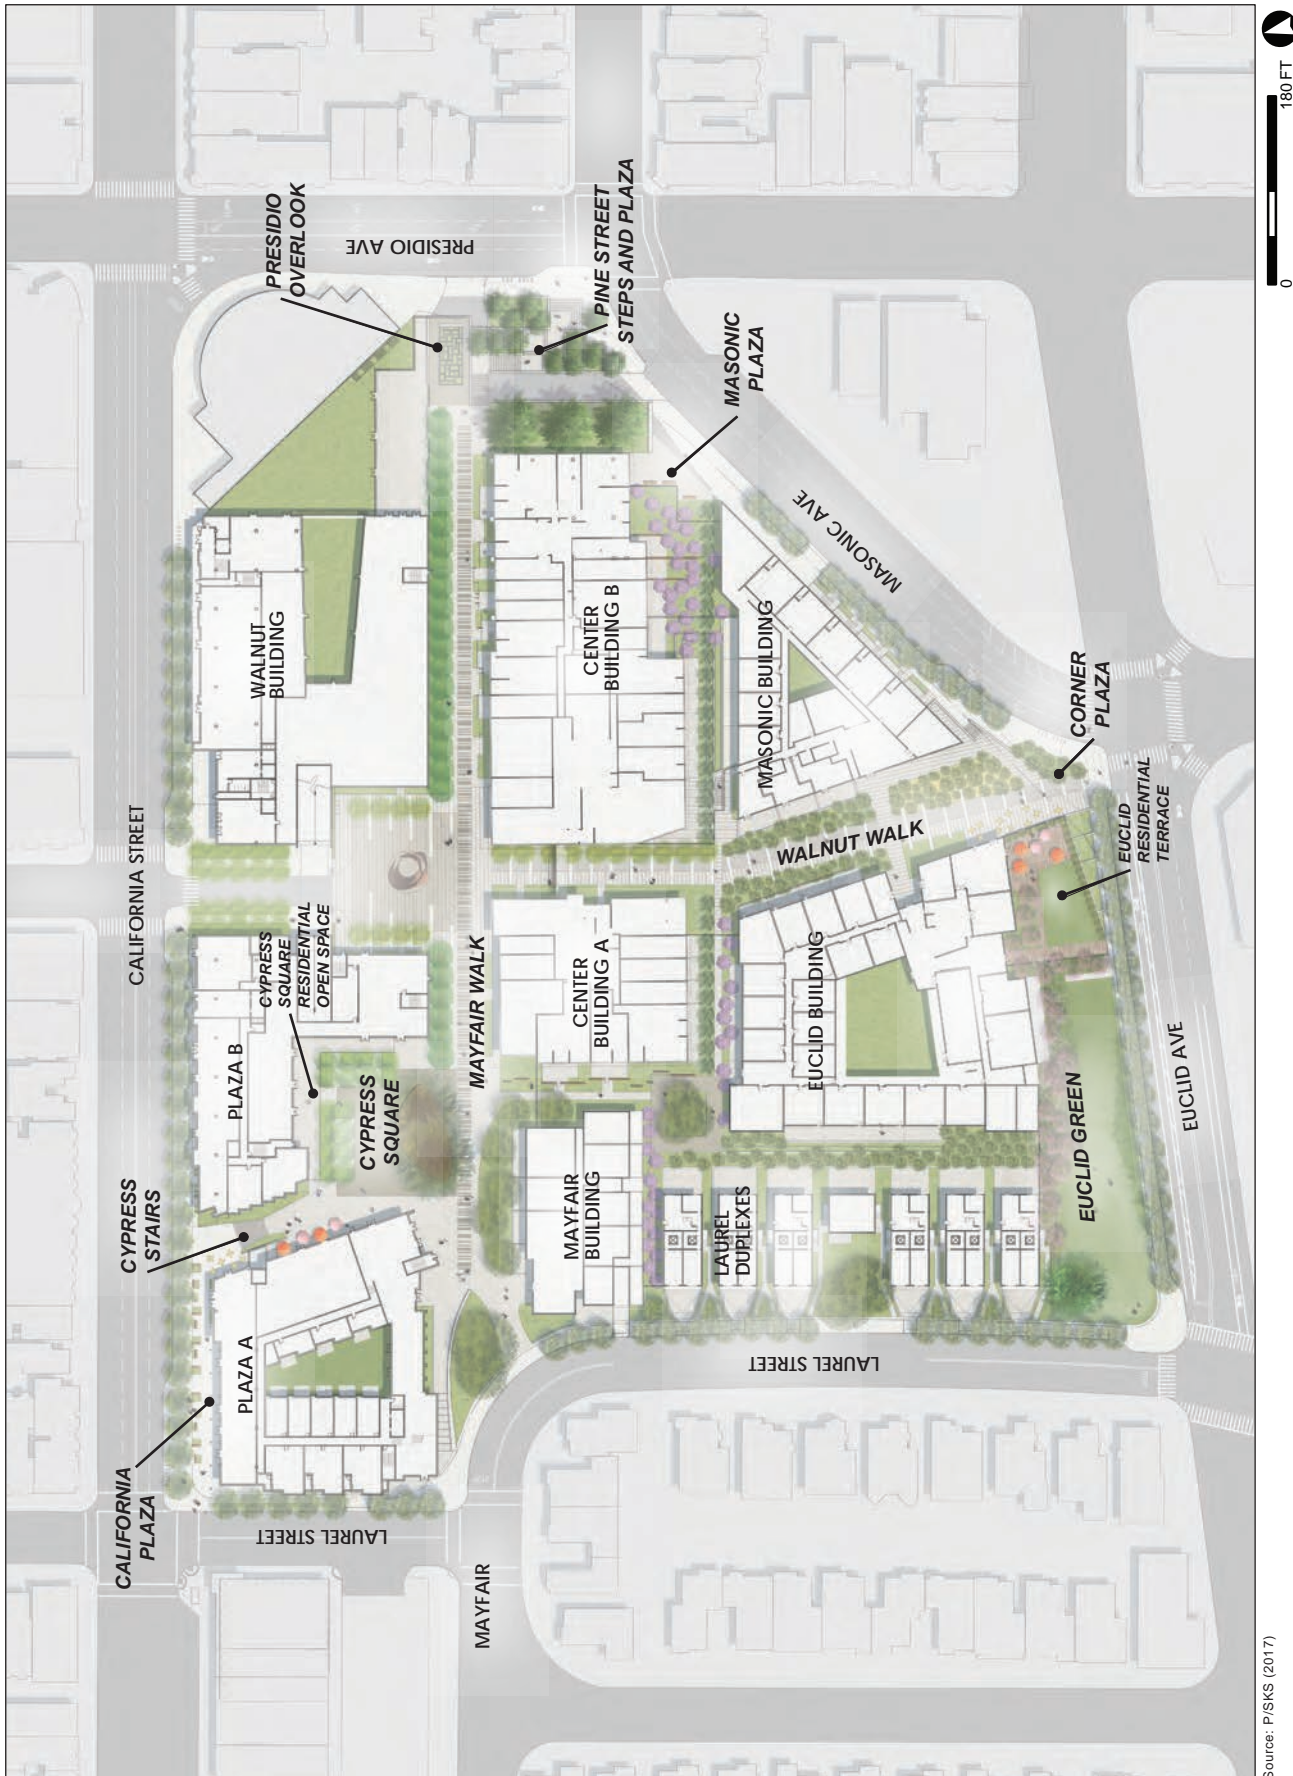 CALIFORNIA STREET
PRESIDIO AVE
PRESIDIO
OVERLOOK
PINE STREET
STEPS AND PLAZA
MASONIC
PLAZA
MASONIC AVE
WALNUT
BUILDING
CENTER
BUILDING B
MASONIC BUILDING
CORNER
PLAZA
EUCLID
RESIDENTIAL
TERRACE
WALNUT WALK
CYPRESS
SQUARE
RESIDENTIAL
OPEN SPACE
MAYFAIR WALK
CENTER
BUILDING A
EUCLID BUILDING
EUCLID AVE
PLAZA B
CYPRESS
SQUARE
EUCLID GREEN
CYPRESS
STAIRS
MAYFAIR
BUILDING
LAUREL
DUPLEXES
PLAZA A
LAUREL STREET
CALIFORNIA
PLAZA
LAUREL STREET
MAYFAIR
0
180 FT
Source: P/SKS (2017)